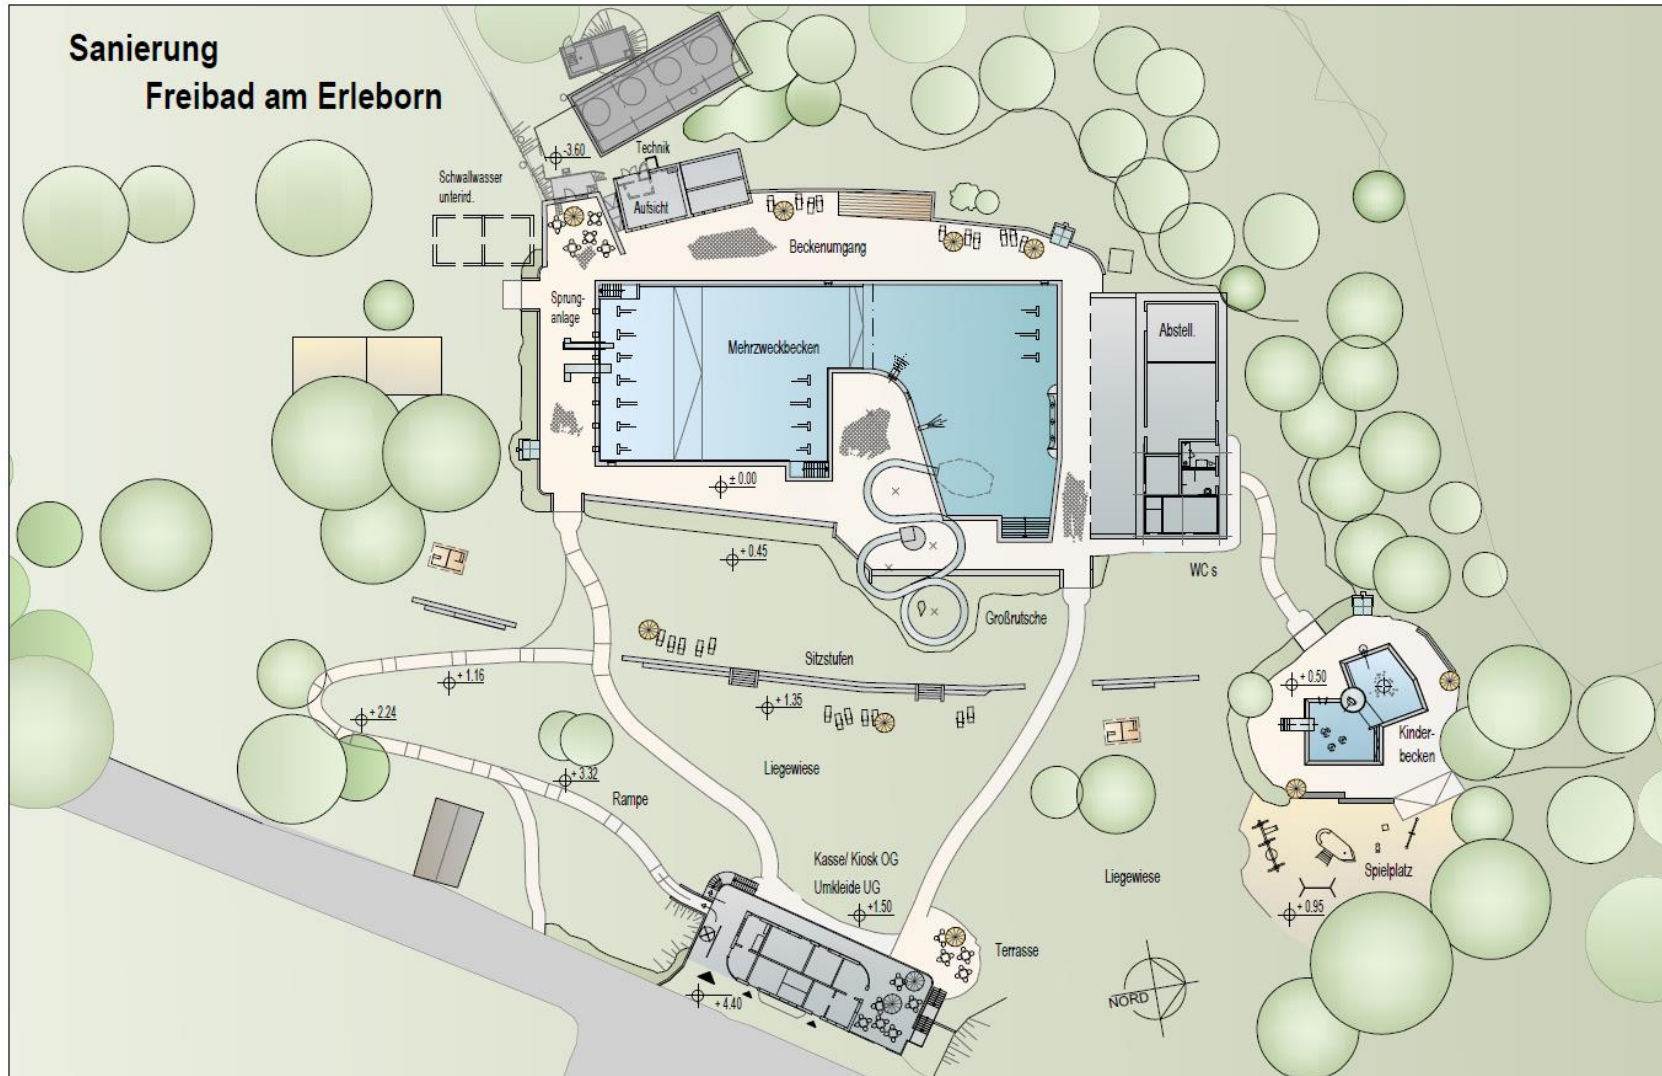 Sanierung
Freibad am Erleborn
-3.60
Technik
Schwallwasser
unterird.
Aufsicht
Beckenumgang
Sprung-
anlage
Mehrzweckbecken
Abstell.
± 0.00
+ 0.45
WC s
Großrutsche
Sitzstufen
+ 1.16
+ 1.35
+ 0.50
+ 2.24
Kinder-
becken
Liegewiese
+ 3.32
Rampe
Kasse/ Kiosk OG
Umkleide UG
+1.50
Liegewiese
Spielplatz
+ 0.95
Terrasse
NORD
+ 4.40